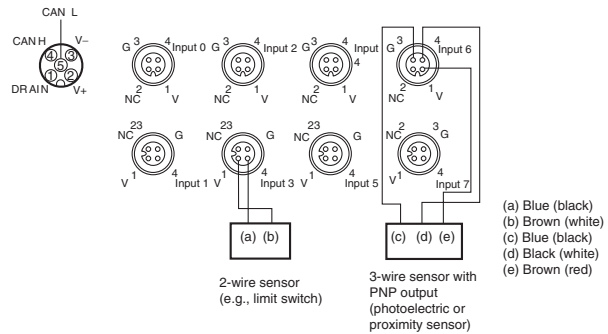 CAN L
CAN H
V−
4
3
5
1
2
DRAIN
V+
G 3 4 Input 0
2 NC 1 V
G 3 4 Input 2
2 NC 1 V
G 3 4 Input 4
2 NC 1 V
G 3 4 Input 6
2 NC 1 V
NC 23 G
V 1 4 Input 1
NC 23 G
V 1 4 Input 3
NC 23 G
V 1 4 Input 5
NC 2 3 G
V 1 4 Input 7
(a) (b)
(c) (d) (e)
2-wire sensor
(e.g., limit switch)
3-wire sensor with
PNP output
(photoelectric or
proximity sensor)
(a) Blue (black)
(b) Brown (white)
(c) Blue (black)
(d) Black (white)
(e) Brown (red)